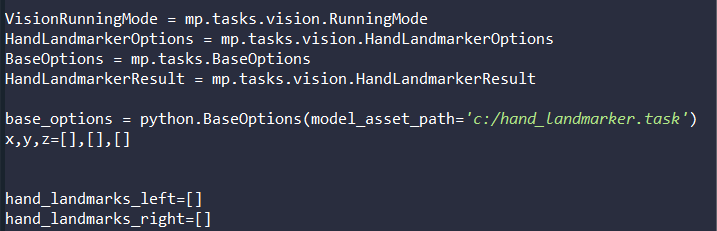 VisionRunningMode = mp.tasks.vision.RunningMode
HandLandmarkerOptions = mp.tasks.vision.HandLandmarkerOptions
BaseOptions = mp.tasks.BaseOptions
HandLandmarkerResult = mp.tasks.vision.HandLandmarkerResult
base_options = python.BaseOptions(model_asset_path='c:/hand_landmarker.task')
x,y,z=[],[],[]
hand_landmarks_left=[]
hand_landmarks_right=[]